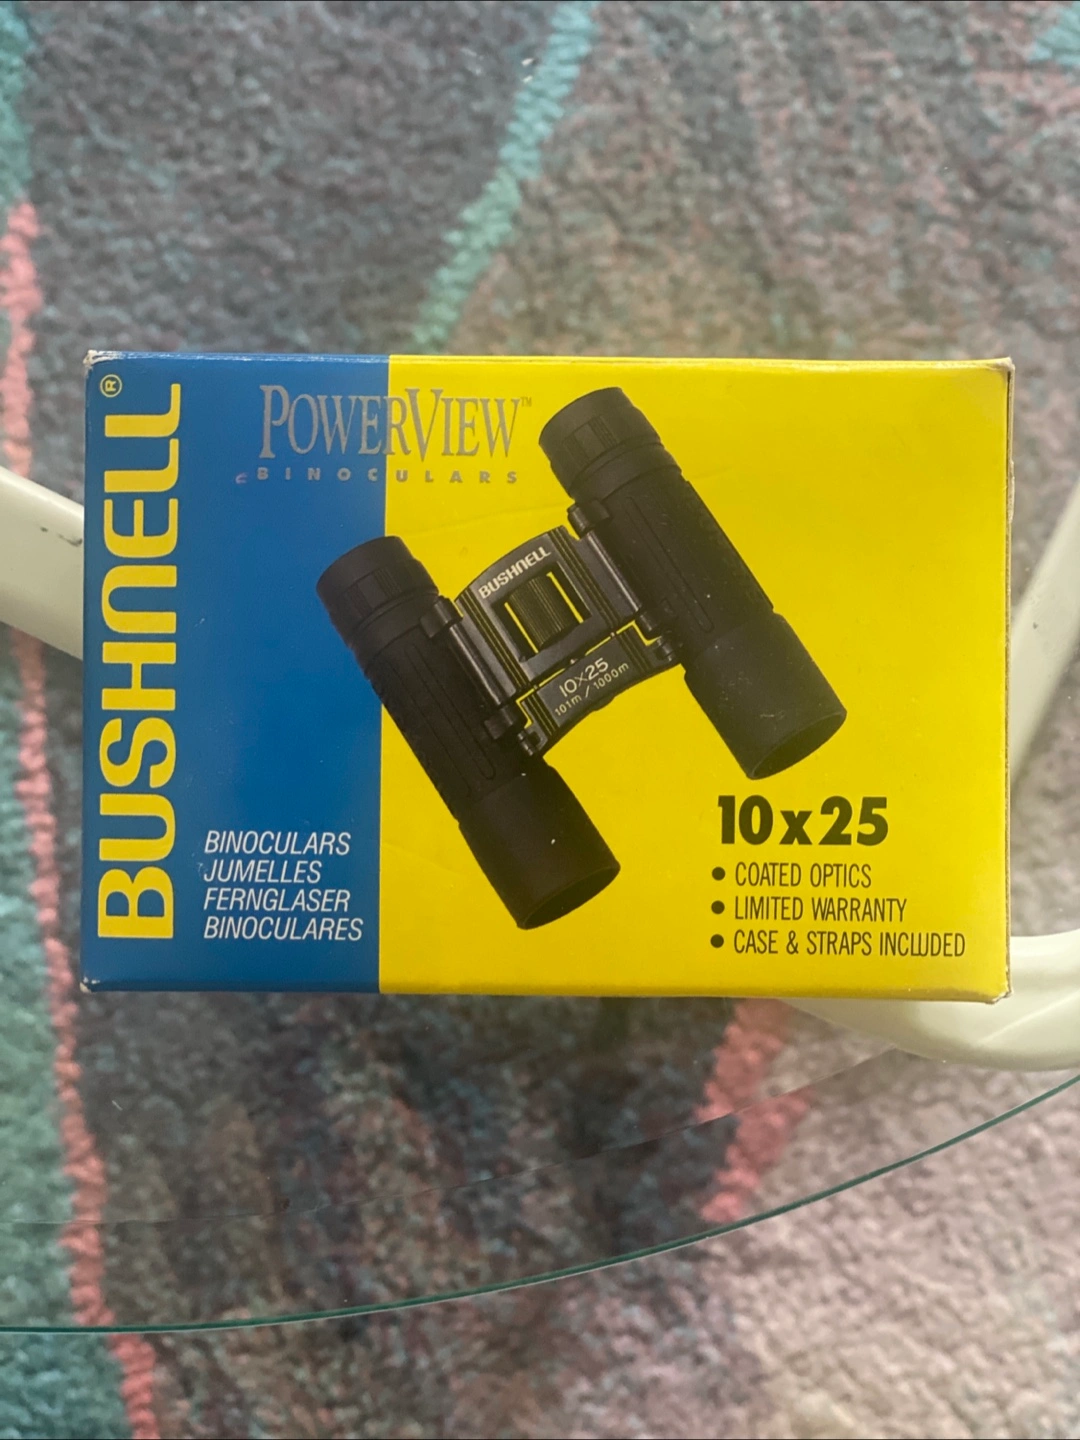 BUSHNELL®
POWERVIEW™
BINOCULARS
BUSHNELL
10x25
101m / 1000m
BINOCULARS
JUMELLES
FERNGLASER
BINOCULARES
10x25
• COATED OPTICS
• LIMITED WARRANTY
• CASE & STRAPS INCLUDED